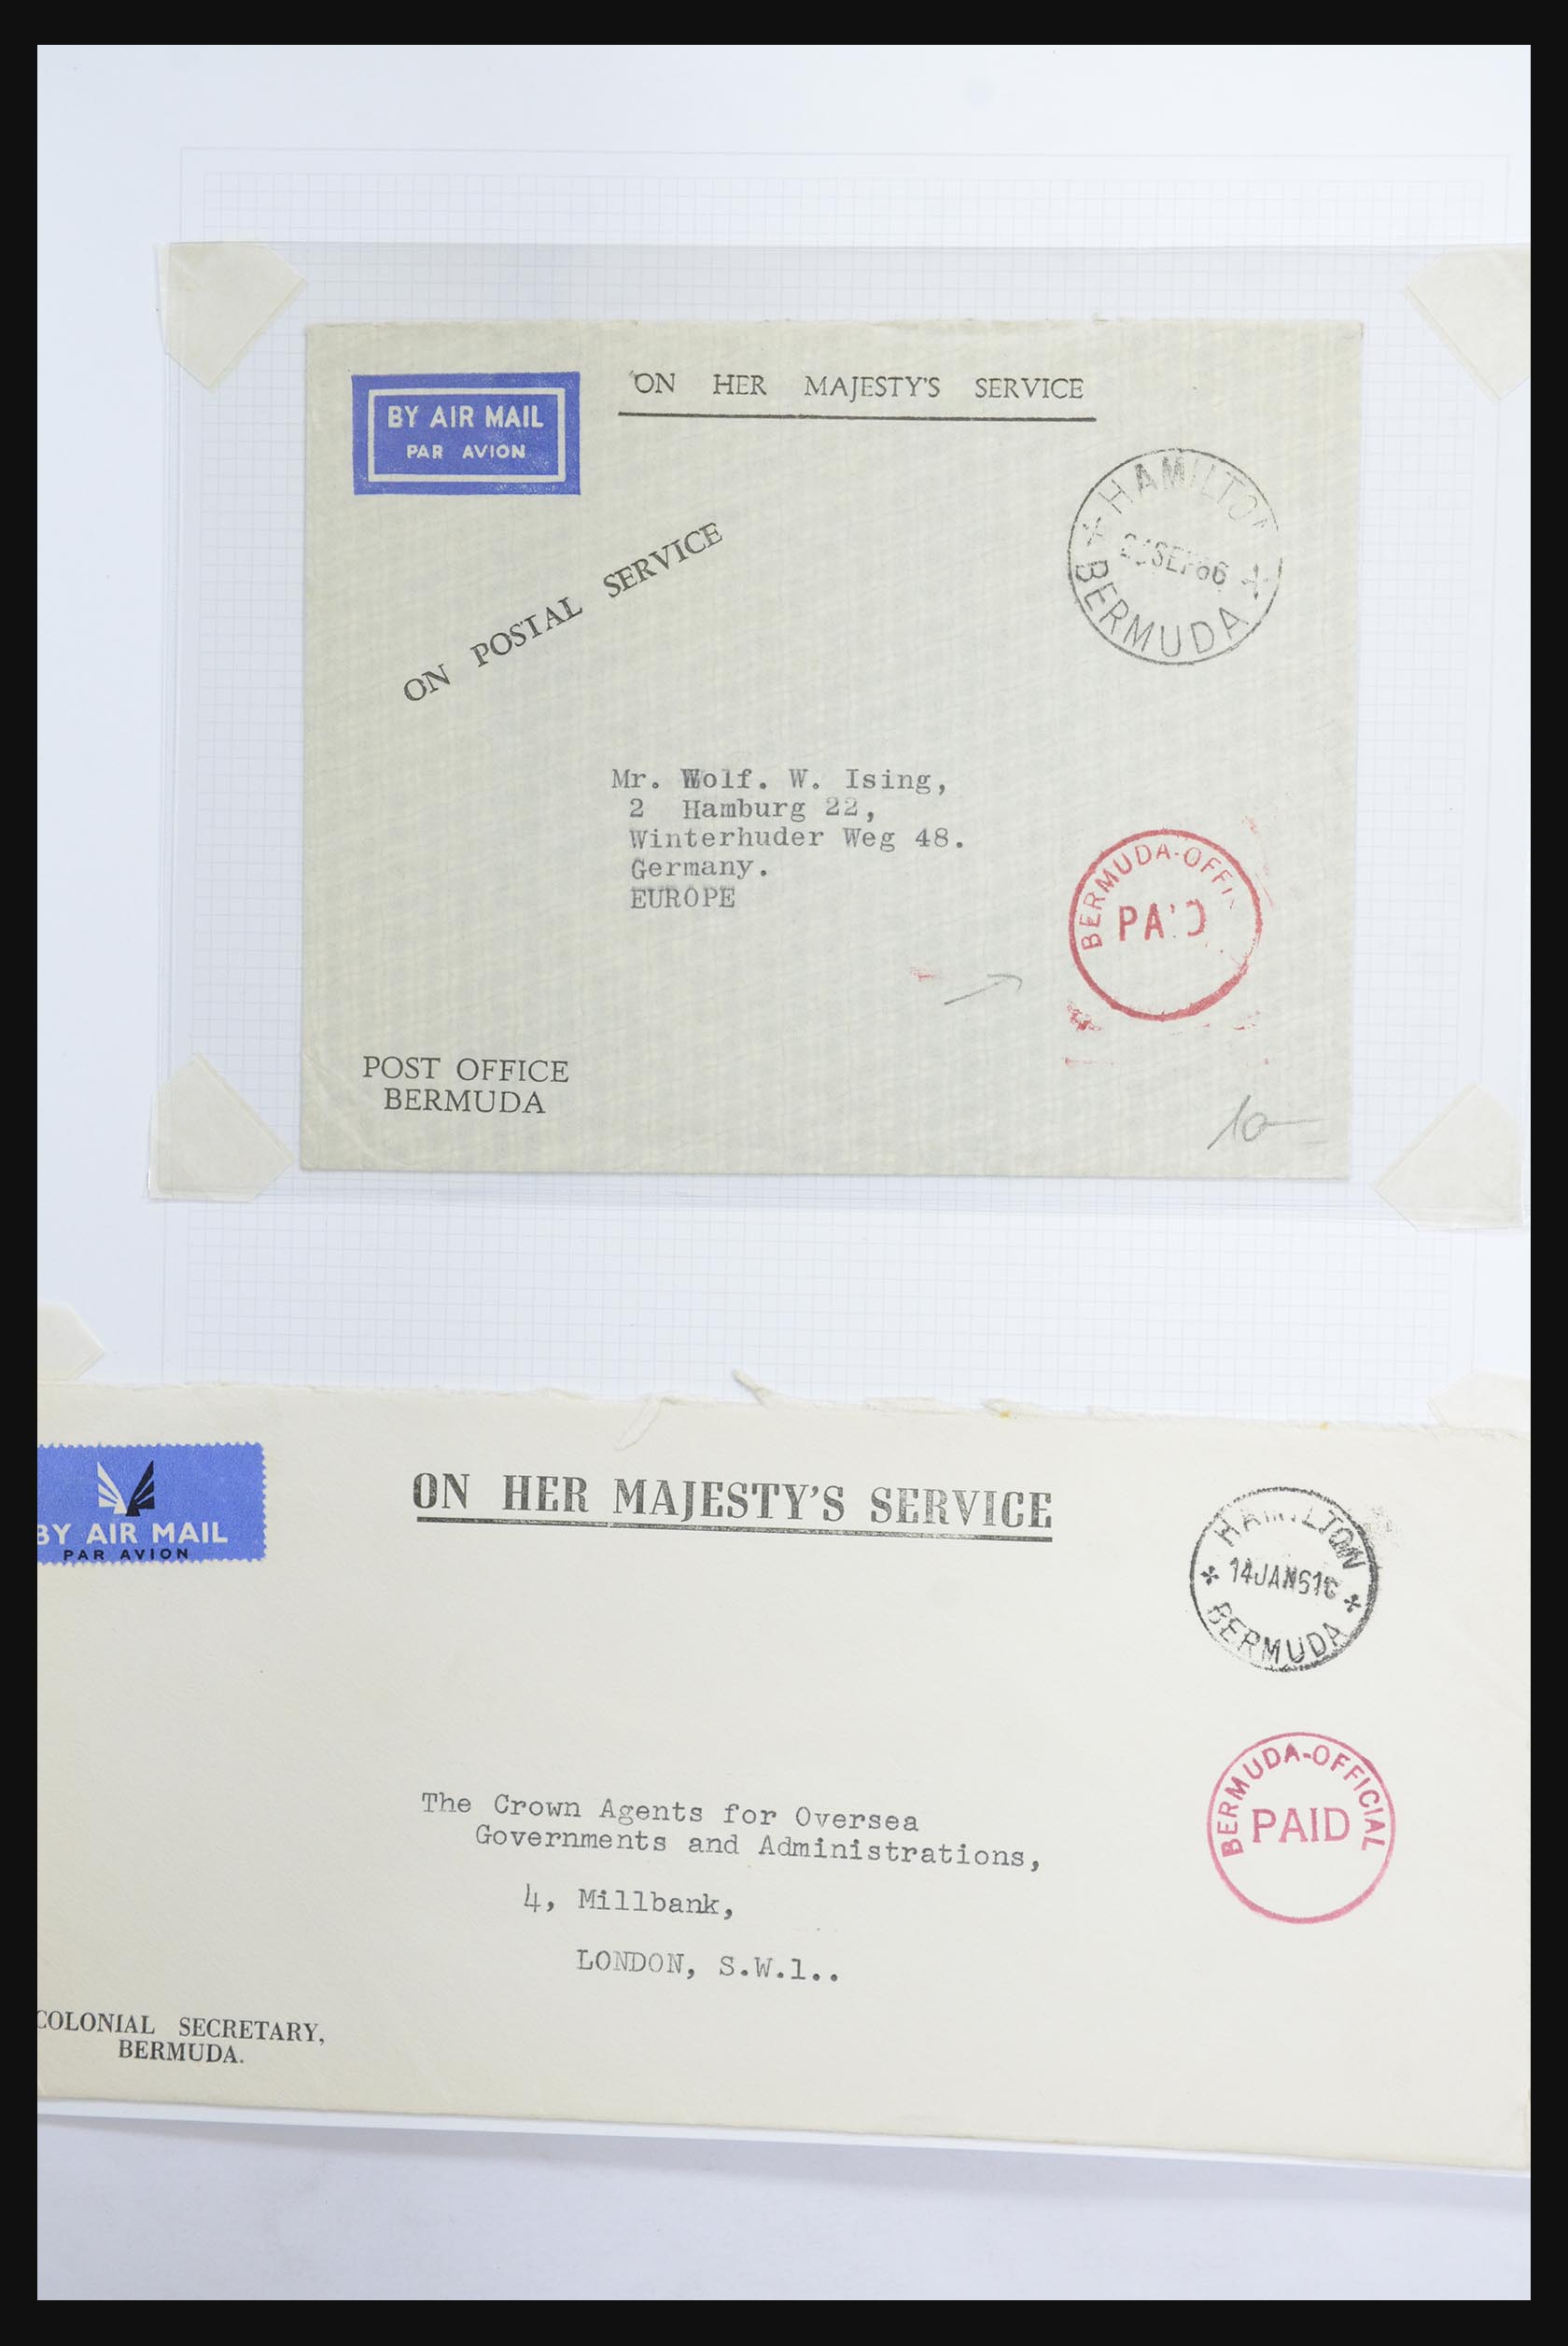 BY AIR MAIL
PAR AVION
ON HER MAJESTY'S SERVICE
HAMILTON
SEP 66
BERMUDA
ON POSTAL SERVICE
Mr. Wolf. W. Ising,
2 Hamburg 22,
Winterhuder Weg 48.
Germany.
EUROPE
BERMUDA-OFFI
PAID
POST OFFICE
BERMUDA
BY AIR MAIL
PAR AVION
ON HER MAJESTY'S SERVICE
HAMILTON
14JAN61
BERMUDA
BERMUDA-OFFICIAL
PAID
The Crown Agents for Oversea
Governments and Administrations,
4, Millbank,
LONDON, S.W.1..
COLONIAL SECRETARY,
BERMUDA.